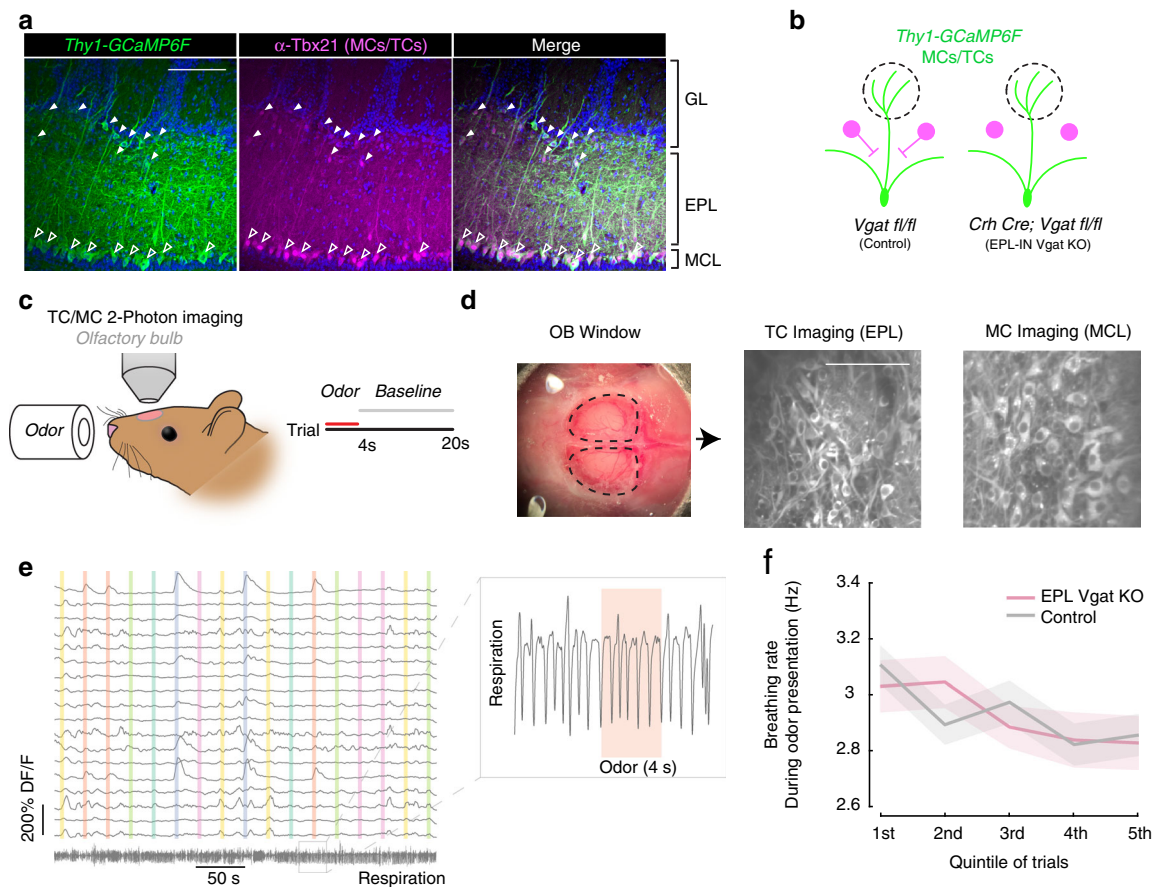 a
Thy1-GCaMP6F
α-Tbx21 (MCs/TCs)
Merge
GL
EPL
MCL
b
Thy1-GCaMP6F
MCs/TCs
Vgat fl/fl
(Control)
Crh Cre; Vgat fl/fl
(EPL-IN Vgat KO)
c
TC/MC 2-Photon imaging
Olfactory bulb
Odor
Odor
Baseline
Trial
4s
20s
d
OB Window
TC Imaging (EPL)
MC Imaging (MCL)
e
200% DF/F
50 s
Respiration
Respiration
Odor (4 s)
f
Breathing rate
During odor presentation (Hz)
3.4
3.2
3
2.8
2.6
EPL Vgat KO
Control
1st
2nd
3rd
4th
5th
Quintile of trials